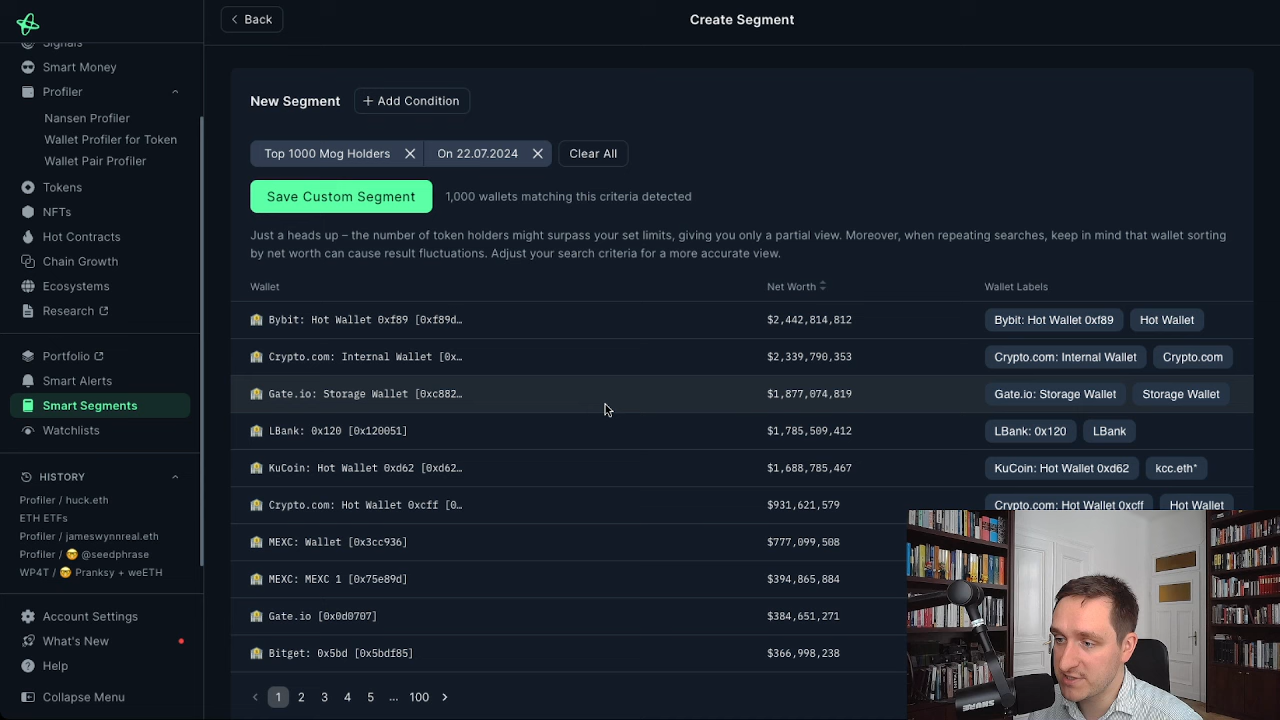 Back
Create Segment
Signals
Smart Money
Profiler
Nansen Profiler
Wallet Profiler for Token
Wallet Pair Profiler
Tokens
NFTs
Hot Contracts
Chain Growth
Ecosystems
Research
Portfolio
Smart Alerts
Smart Segments
Watchlists
HISTORY
Profiler / huck.eth
ETH ETFs
Profiler / jameswynnreal.eth
Profiler / 🤓 @seedphrase
WP4T / 🤓 Pranksy + weETH
Account Settings
What's New
Help
Collapse Menu
New Segment + Add Condition
Top 1000 Mog Holders On 22.07.2024 Clear All
Save Custom Segment 1,000 wallets matching this criteria detected
Just a heads up – the number of token holders might surpass your set limits, giving you only a partial view. Moreover, when repeating searches, keep in mind that wallet sorting
by net worth can cause result fluctuations. Adjust your search criteria for a more accurate view.
Wallet Net Worth Wallet Labels
Bybit: Hot Wallet 0xf89 [0xf89d… $2,442,814,812 Bybit: Hot Wallet 0xf89 Hot Wallet
Crypto.com: Internal Wallet [0x… $2,339,790,353 Crypto.com: Internal Wallet Crypto.com
Gate.io: Storage Wallet [0xc882… $1,877,074,819 Gate.io: Storage Wallet Storage Wallet
LBank: 0x120 [0x120051] $1,785,509,412 LBank: 0x120 LBank
KuCoin: Hot Wallet 0xd62 [0xd62… $1,688,785,467 KuCoin: Hot Wallet 0xd62 kcc.eth*
Crypto.com: Hot Wallet 0xcff [0… $931,621,579 Crypto.com: Hot Wallet 0xcff Hot Wallet
MEXC: Wallet [0x3cc936] $777,099,508
MEXC: MEXC 1 [0x75e89d] $394,865,884
Gate.io [0x0d0707] $384,651,271
Bitget: 0x5bd [0x5bdf85] $366,998,238
1 2 3 4 5 ... 100